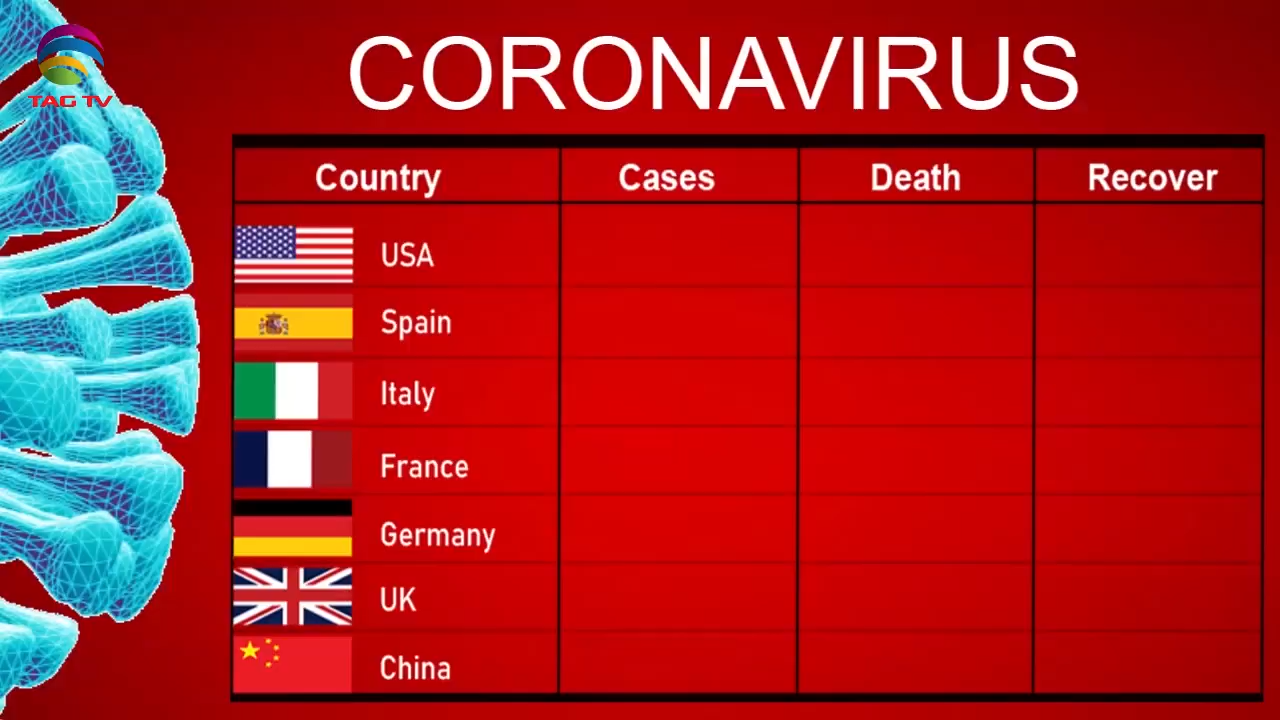 TAG TV
CORONAVIRUS
Country Cases Death Recover
USA
Spain
Italy
France
Germany
UK
China